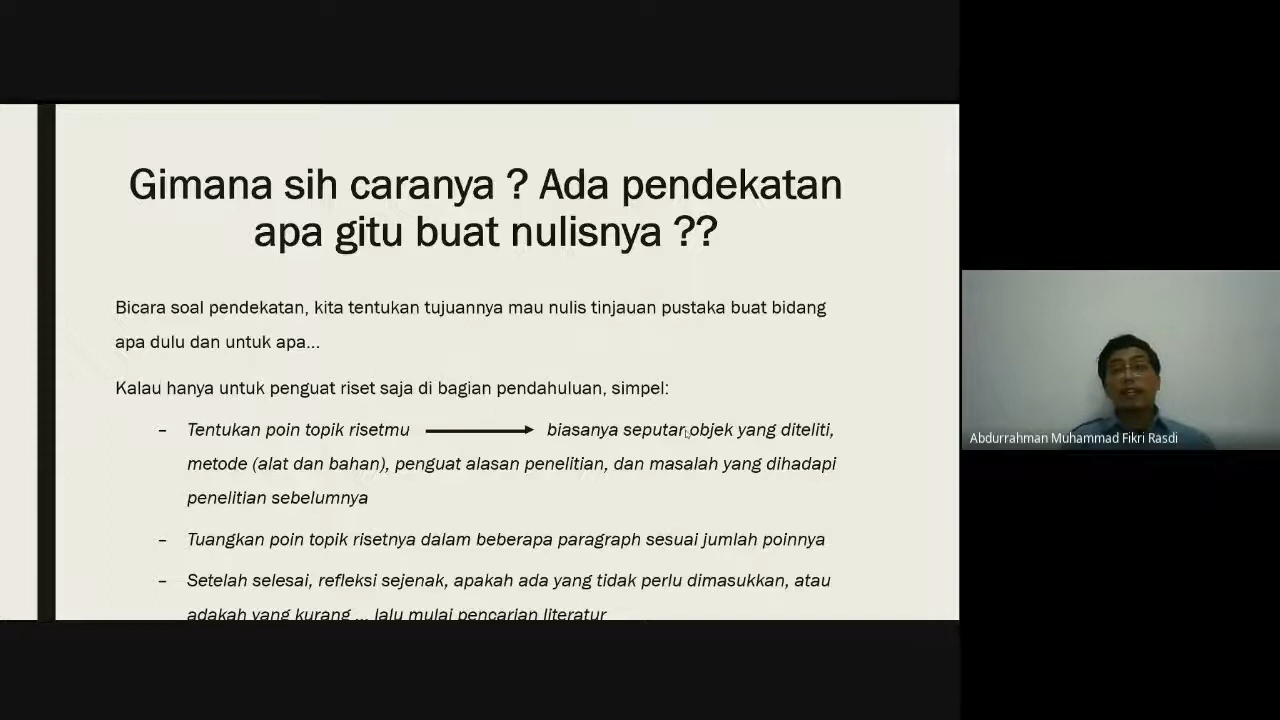 Gimana sih caranya ? Ada pendekatan
apa gitu buat nulisnya ??
Bicara soal pendekatan, kita tentukan tujuannya mau nulis tinjauan pustaka buat bidang
apa dulu dan untuk apa...
Kalau hanya untuk penguat riset saja di bagian pendahuluan, simpel:
– Tentukan poin topik risetmu biasanya seputar objek yang diteliti,
metode (alat dan bahan), penguat alasan penelitian, dan masalah yang dihadapi
penelitian sebelumnya
– Tuangkan poin topik risetnya dalam beberapa paragraph sesuai jumlah poinnya
– Setelah selesai, refleksi sejenak, apakah ada yang tidak perlu dimasukkan, atau
adakah yang kurang ... lalu mulai pencarian literatur
Abdurrahman Muhammad Fikri Rasdi